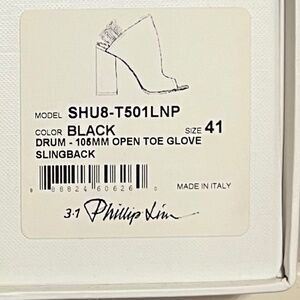 MODEL SHU8-T501LNP
COLOR BLACK SIZE 41
DRUM - 105MM OPEN TOE GLOVE
SLINGBACK
MADE IN ITALY
3.1 Phillip Lim